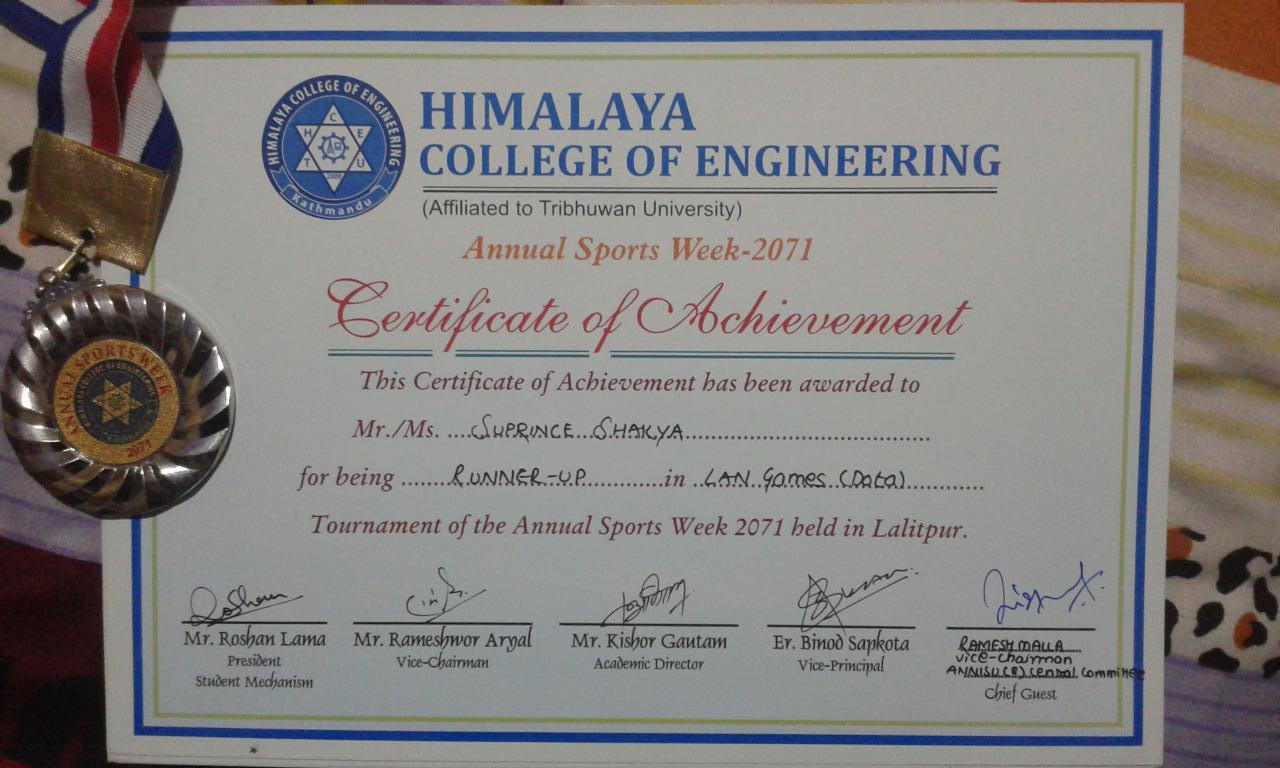 HIMALAYA COLLEGE OF ENGINEERING
H C E T U
2000
Kathmandu
HIMALAYA
COLLEGE OF ENGINEERING
(Affiliated to Tribhuwan University)
Annual Sports Week-2071
Certificate of Achievement
This Certificate of Achievement has been awarded to
Mr./Ms. ....SUPRINCE SHAKYA....
for being ........RUNNER-UP.............in ..LAN Games (Dota)..............
Tournament of the Annual Sports Week 2071 held in Lalitpur.
Mr. Roshan Lama
President
Student Mechanism
Mr. Rameshwor Aryal
Vice-Chairman
Mr. Kishor Gautam
Academic Director
Er. Binod Sapkota
Vice-Principal
RAMESH MALLA
vice-chairman
ANNISU(R) Central Committee
Chief Guest
ANNUAL SPORTS WEEK
2071